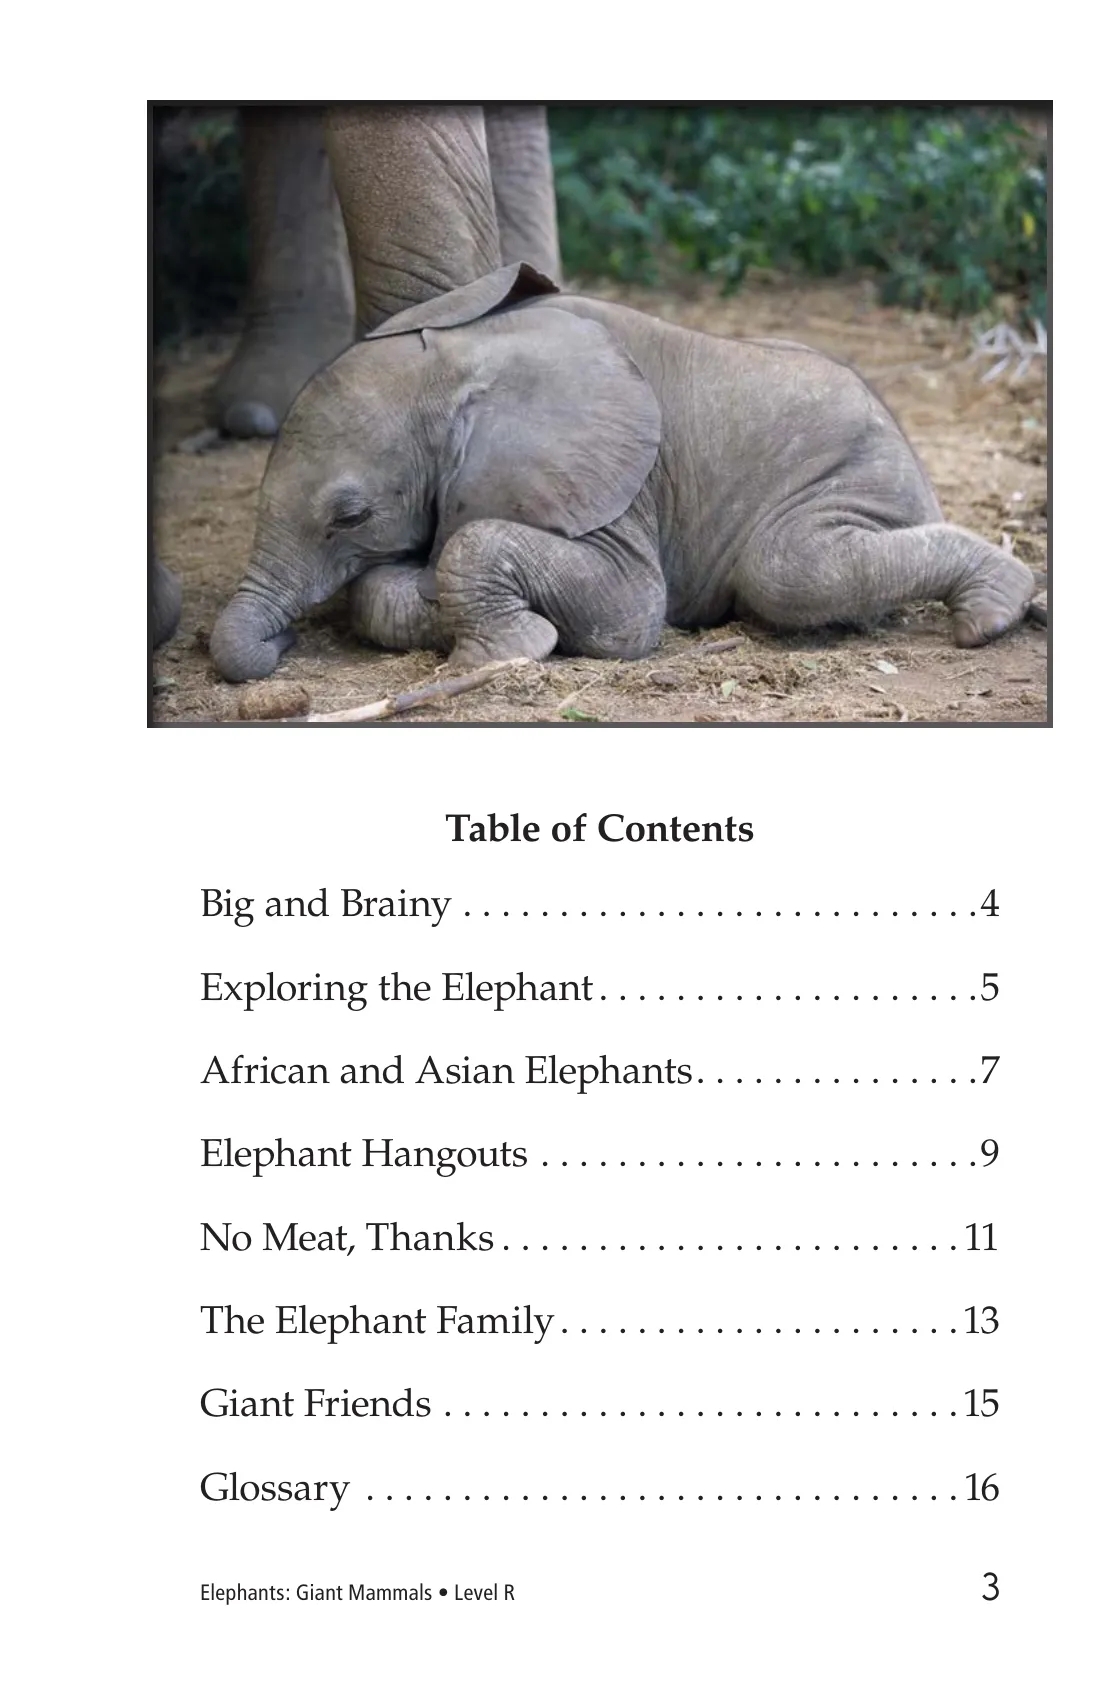 Table of Contents
Big and Brainy . . . . . . . . . . . . . . . . . . . . . . . . . . .4
Exploring the Elephant. . . . . . . . . . . . . . . . . . . .5
African and Asian Elephants. . . . . . . . . . . . . . .7
Elephant Hangouts . . . . . . . . . . . . . . . . . . . . . . .9
No Meat, Thanks . . . . . . . . . . . . . . . . . . . . . . . . 11
The Elephant Family. . . . . . . . . . . . . . . . . . . . . 13
Giant Friends . . . . . . . . . . . . . . . . . . . . . . . . . . . 15
Glossary . . . . . . . . . . . . . . . . . . . . . . . . . . . . . . . 16
Elephants: Giant Mammals • Level R 3